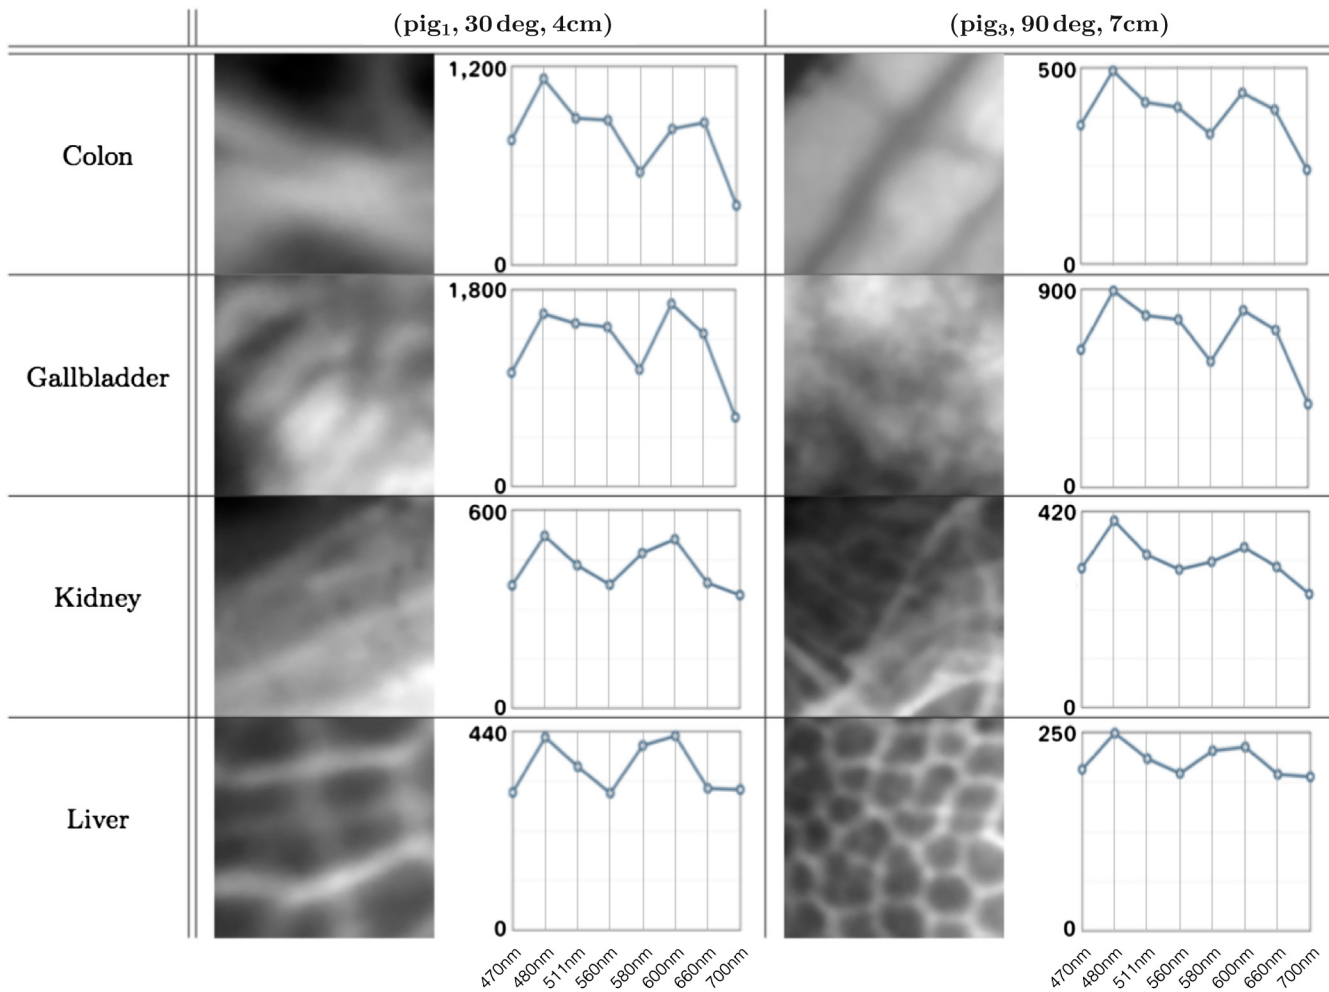 (pig₁, 30 deg, 4cm) (pig₃, 90 deg, 7cm)
Colon
1,200
0
500
0
Gallbladder
1,800
0
900
0
Kidney
600
0
420
0
Liver
440
0
250
0
470nm 480nm 511nm 560nm 580nm 600nm 660nm 700nm
470nm 480nm 511nm 560nm 580nm 600nm 660nm 700nm